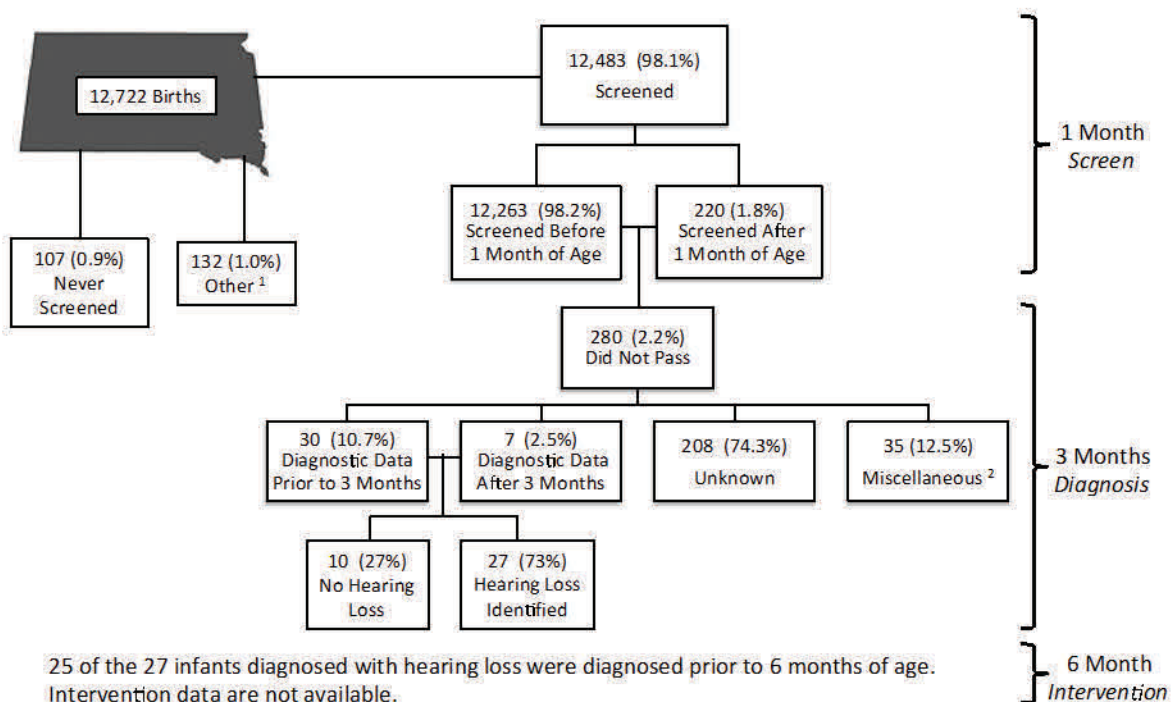 12,722 Births
12,483 (98.1%)
Screened
1 Month
Screen
12,263 (98.2%)
Screened Before
1 Month of Age
220 (1.8%)
Screened After
1 Month of Age
107 (0.9%)
Never
Screened
132 (1.0%)
Other 1
280 (2.2%)
Did Not Pass
30 (10.7%)
Diagnostic Data
Prior to 3 Months
7 (2.5%)
Diagnostic Data
After 3 Months
208 (74.3%)
Unknown
35 (12.5%)
Miscellaneous 2
3 Months
Diagnosis
10 (27%)
No Hearing
Loss
27 (73%)
Hearing Loss
Identified
25 of the 27 infants diagnosed with hearing loss were diagnosed prior to 6 months of age.
Intervention data are not available.
6 Month
Intervention